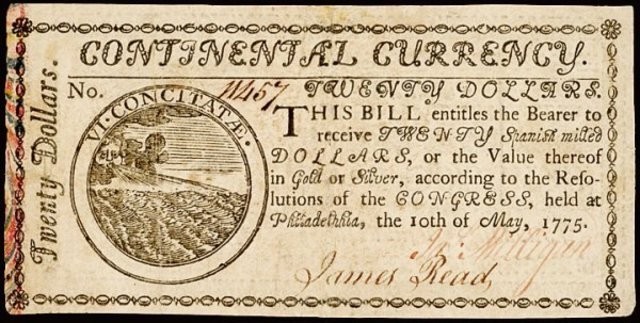 CONTINENTAL CURRENCY.
Twenty Dollars.
No. 11457
VI·CONCITATÆ·
TWENTY DOLLARS.
THIS BILL entitles the Bearer to
receive TWENTY Spanish milled
DOLLARS, or the Value thereof
in Gold or Silver, according to the Reso-
lutions of the CONGRESS, held at
Philadelphia, the 10th of May, 1775.
Ja: Milligan
James Read